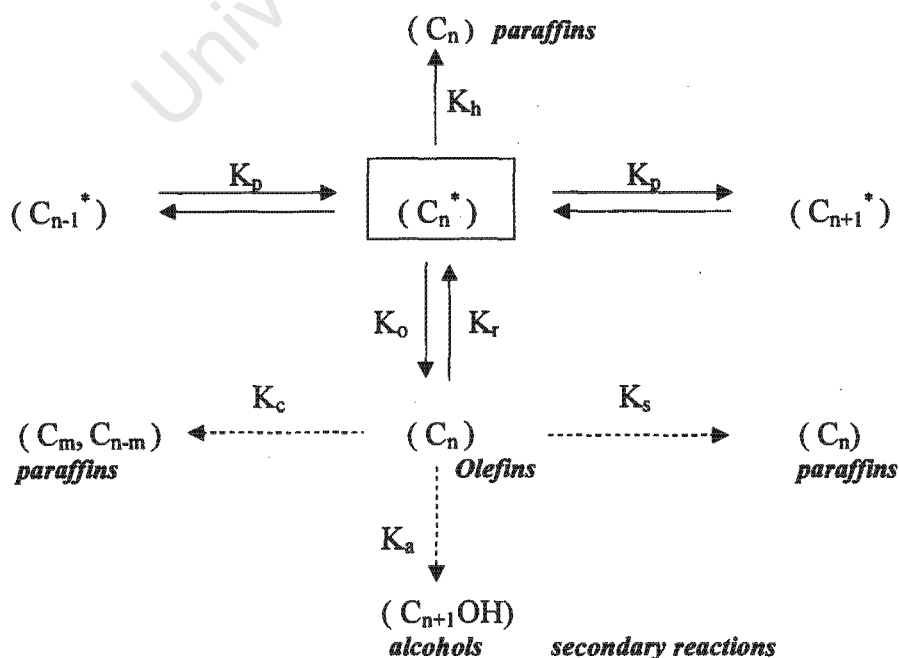 Univ
(Cn) paraffins
Kh
Kp Kp
(Cn-1*) (Cn*) (Cn+1*)
Ko Kr
Kc Ks
(Cm, Cn-m) (Cn) (Cn)
paraffins Olefins paraffins
Ka
(Cn+1OH)
alcohols secondary reactions